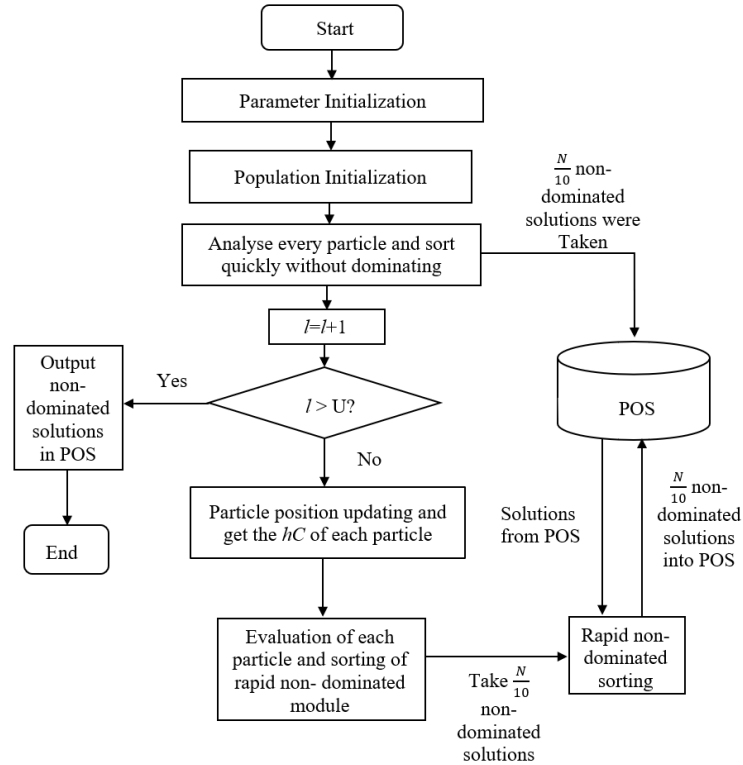 Start
Parameter Initialization
Population Initialization
N/10 non-
dominated
solutions were
Taken
Analyse every particle and sort
quickly without dominating
l=l+1
Output
non-
dominated
solutions
in POS
Yes
l > U?
POS
No
End
Particle position updating and
get the hC of each particle
Solutions
from POS
N/10 non-
dominated
solutions
into POS
Evaluation of each
particle and sorting of
rapid non- dominated
module
Take N/10
non-
dominated
solutions
Rapid non-
dominated
sorting